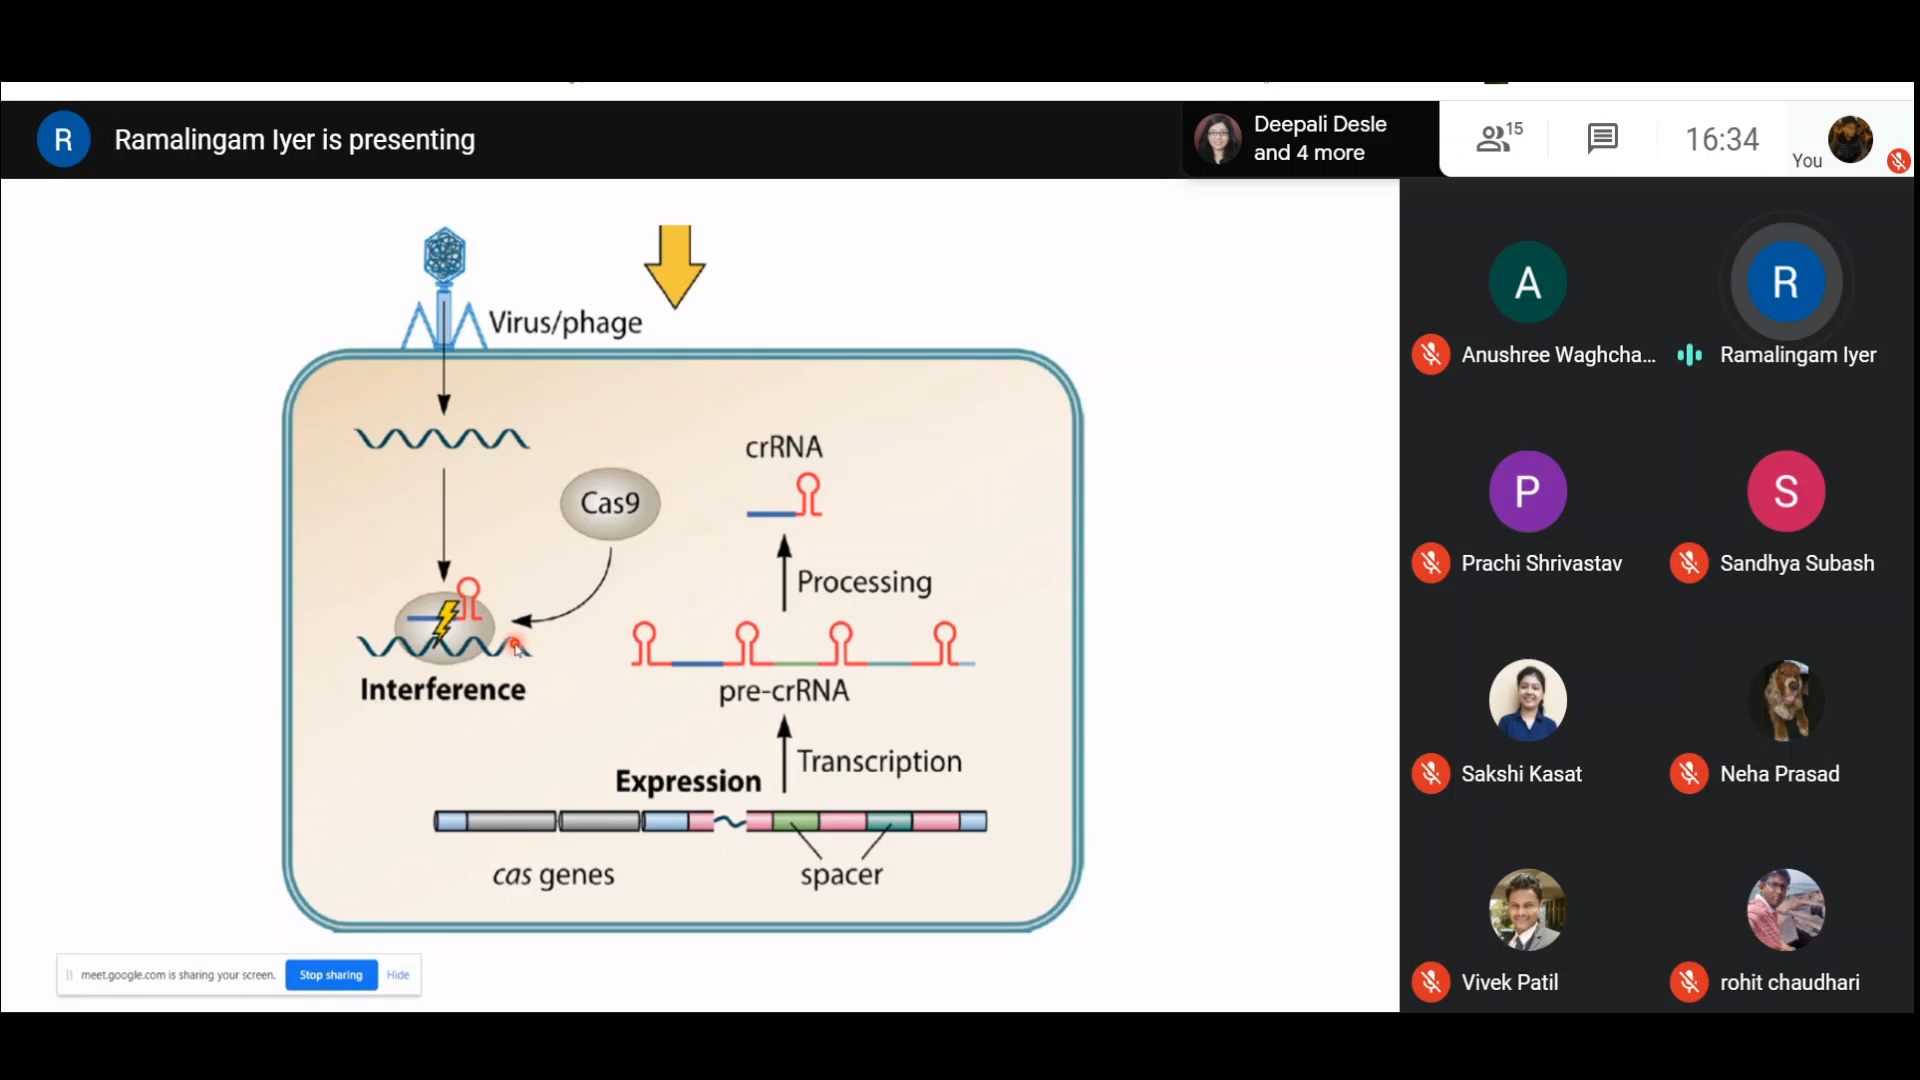 R Ramalingam Iyer is presenting
Deepali Desle
and 4 more
15
16:34
You
Virus/phage
crRNA
Cas9
Processing
Interference
pre-crRNA
Transcription
Expression
cas genes
spacer
meet.google.com is sharing your screen. Stop sharing Hide
A
R
Anushree Waghcha...
Ramalingam Iyer
P
S
Prachi Shrivastav
Sandhya Subash
Sakshi Kasat
Neha Prasad
Vivek Patil
rohit chaudhari